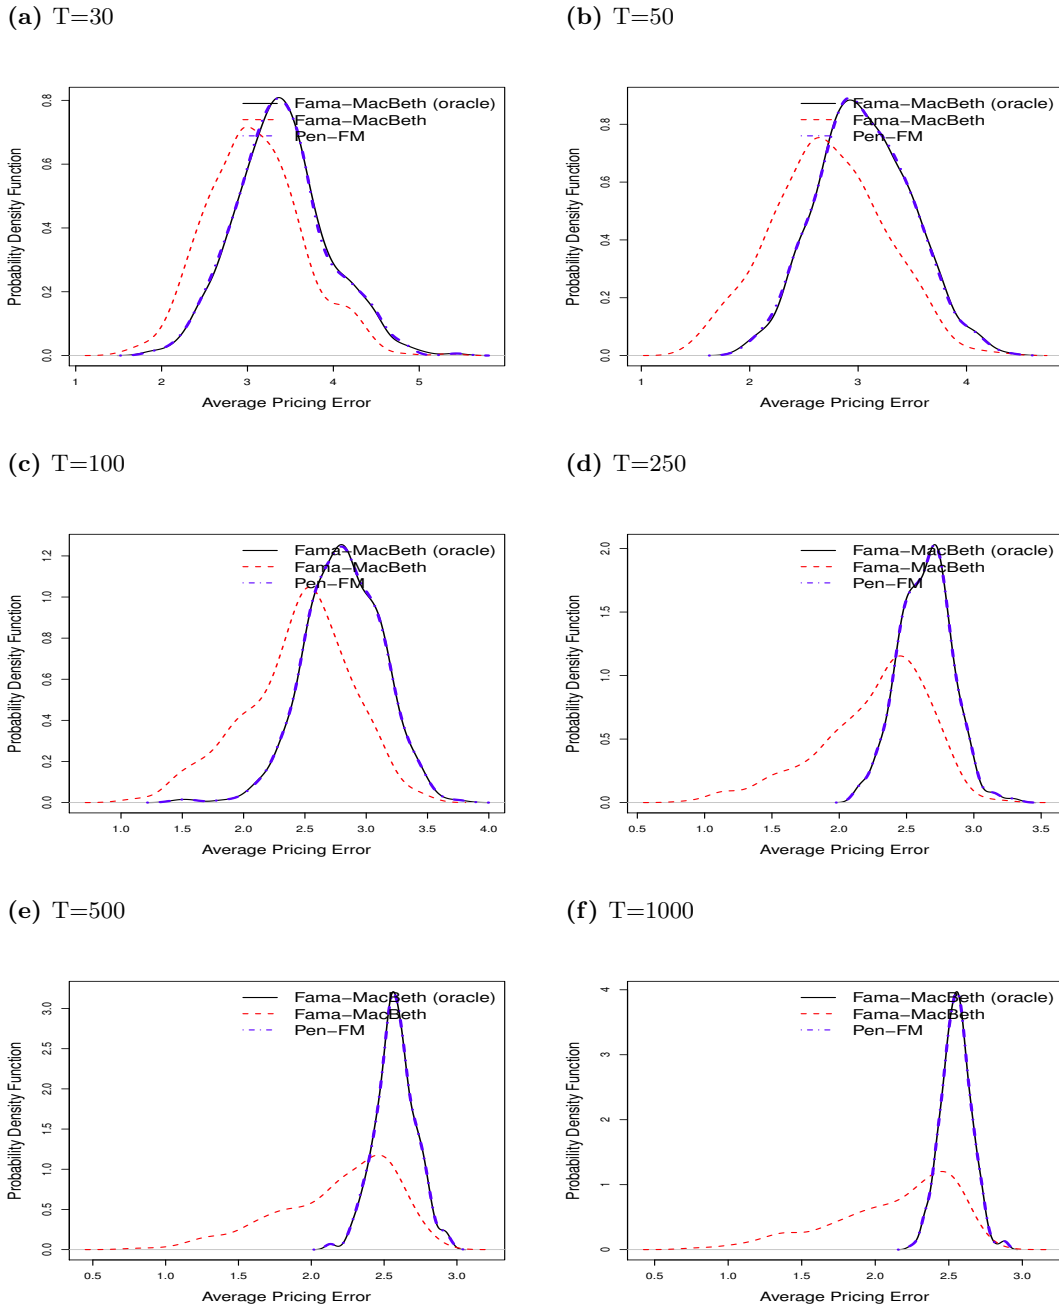 (a) T=30
Fama−MacBeth (oracle)
Fama−MacBeth
Pen−FM
Probability Density Function
0.0 0.2 0.4 0.6 0.8
1 2 3 4 5
Average Pricing Error
(b) T=50
Fama−MacBeth (oracle)
Fama−MacBeth
Pen−FM
Probability Density Function
0.0 0.2 0.4 0.6 0.8
1 2 3 4
Average Pricing Error
(c) T=100
Fama−MacBeth (oracle)
Fama−MacBeth
Pen−FM
Probability Density Function
0.0 0.2 0.4 0.6 0.8 1.0 1.2
1.0 1.5 2.0 2.5 3.0 3.5 4.0
Average Pricing Error
(d) T=250
Fama−MacBeth (oracle)
Fama−MacBeth
Pen−FM
Probability Density Function
0.0 0.5 1.0 1.5 2.0
0.5 1.0 1.5 2.0 2.5 3.0 3.5
Average Pricing Error
(e) T=500
Fama−MacBeth (oracle)
Fama−MacBeth
Pen−FM
Probability Density Function
0.0 0.5 1.0 1.5 2.0 2.5 3.0
0.5 1.0 1.5 2.0 2.5 3.0
Average Pricing Error
(f) T=1000
Fama−MacBeth (oracle)
Fama−MacBeth
Pen−FM
Probability Density Function
0 1 2 3 4
0.5 1.0 1.5 2.0 2.5 3.0
Average Pricing Error